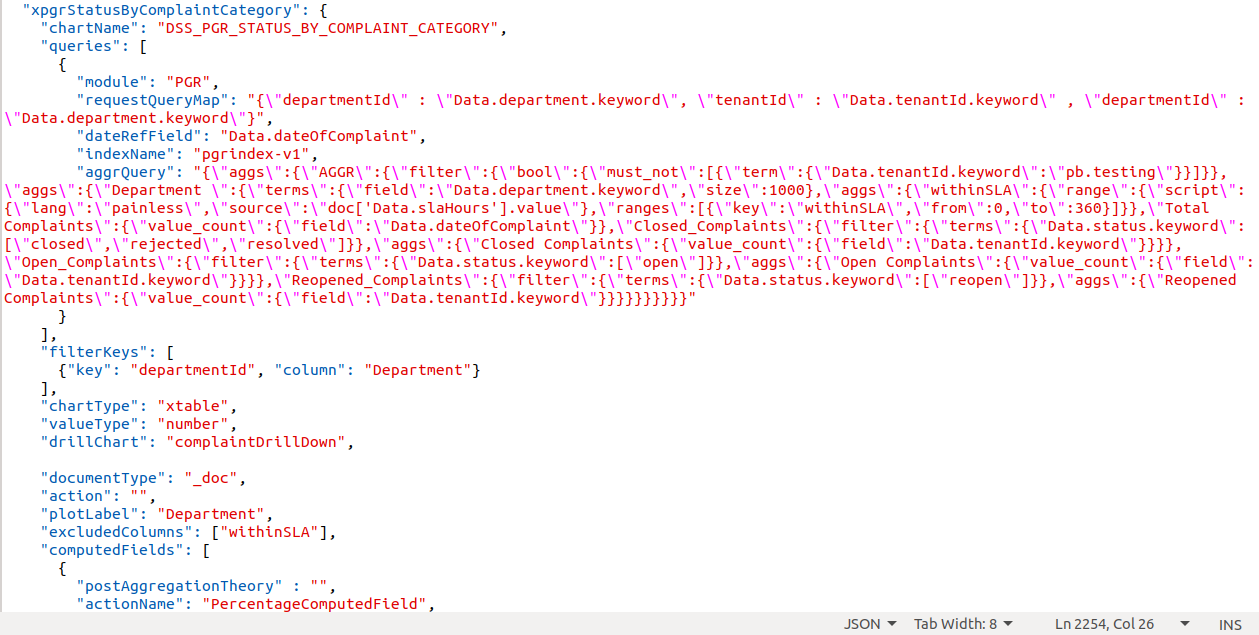 "xpgrStatusByComplaintCategory": {
"chartName": "DSS_PGR_STATUS_BY_COMPLAINT_CATEGORY",
"queries": [
{
"module": "PGR",
"requestQueryMap": "{\"departmentId\" : \"Data.department.keyword\", \"tenantId\" : \"Data.tenantId.keyword\" , \"departmentId\" :
\"Data.department.keyword\"}",
"dateRefField": "Data.dateOfComplaint",
"indexName": "pgrindex-v1",
"aggrQuery": "{\"aggs\":{\"AGGR\":{\"filter\":{\"bool\":{\"must_not\":[{\"term\":{\"Data.tenantId.keyword\":\"pb.testing\"}}]}},
\"aggs\":{\"Department \":{\"terms\":{\"field\":\"Data.department.keyword\",\"size\":1000},\"aggs\":{\"withinSLA\":{\"range\":{\"script\":
{\"lang\":\"painless\",\"source\":\"doc['Data.slaHours'].value\"},\"ranges\":[{\"key\":\"withinSLA\",\"from\":0,\"to\":360}]}},\"Total
Complaints\":{\"value_count\":{\"field\":\"Data.dateOfComplaint\"}},\"Closed_Complaints\":{\"filter\":{\"terms\":{\"Data.status.keyword\":
[\"closed\",\"rejected\",\"resolved\"]}},\"aggs\":{\"Closed Complaints\":{\"value_count\":{\"field\":\"Data.tenantId.keyword\"}}}},
\"Open_Complaints\":{\"filter\":{\"terms\":{\"Data.status.keyword\":[\"open\"]}},\"aggs\":{\"Open Complaints\":{\"value_count\":{\"field\":
\"Data.tenantId.keyword\"}}}},\"Reopened_Complaints\":{\"filter\":{\"terms\":{\"Data.status.keyword\":[\"reopen\"]}},\"aggs\":{\"Reopened
Complaints\":{\"value_count\":{\"field\":\"Data.tenantId.keyword\"}}}}}}}}}}"
}
],
"filterKeys": [
{"key": "departmentId", "column": "Department"}
],
"chartType": "xtable",
"valueType": "number",
"drillChart": "complaintDrillDown",
"documentType": "_doc",
"action": "",
"plotLabel": "Department",
"excludedColumns": ["withinSLA"],
"computedFields": [
{
"postAggregationTheory" : "",
"actionName": "PercentageComputedField",
JSON Tab Width: 8 Ln 2254, Col 26 INS